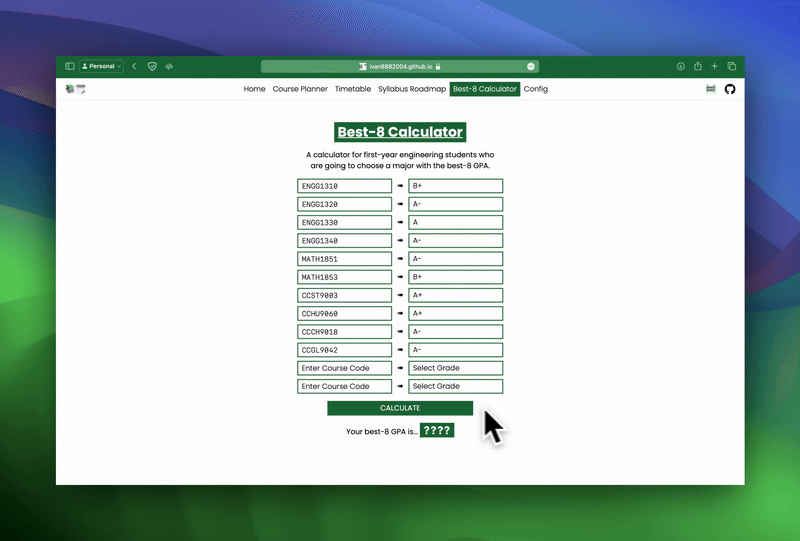 Personal
ivan8882004.github.io
Home Course Planner Timetable Syllabus Roadmap Best-8 Calculator Config
Best-8 Calculator
A calculator for first-year engineering students who
are going to choose a major with the best-8 GPA.
ENGG1310 ➡ B+
ENGG1320 ➡ A-
ENGG1330 ➡ A
ENGG1340 ➡ A-
MATH1851 ➡ A-
MATH1853 ➡ B+
CCST9003 ➡ A+
CCHU9060 ➡ A+
CCCH9018 ➡ A-
CCGL9042 ➡ A-
Enter Course Code ➡ Select Grade
Enter Course Code ➡ Select Grade
CALCULATE
Your best-8 GPA is... ????